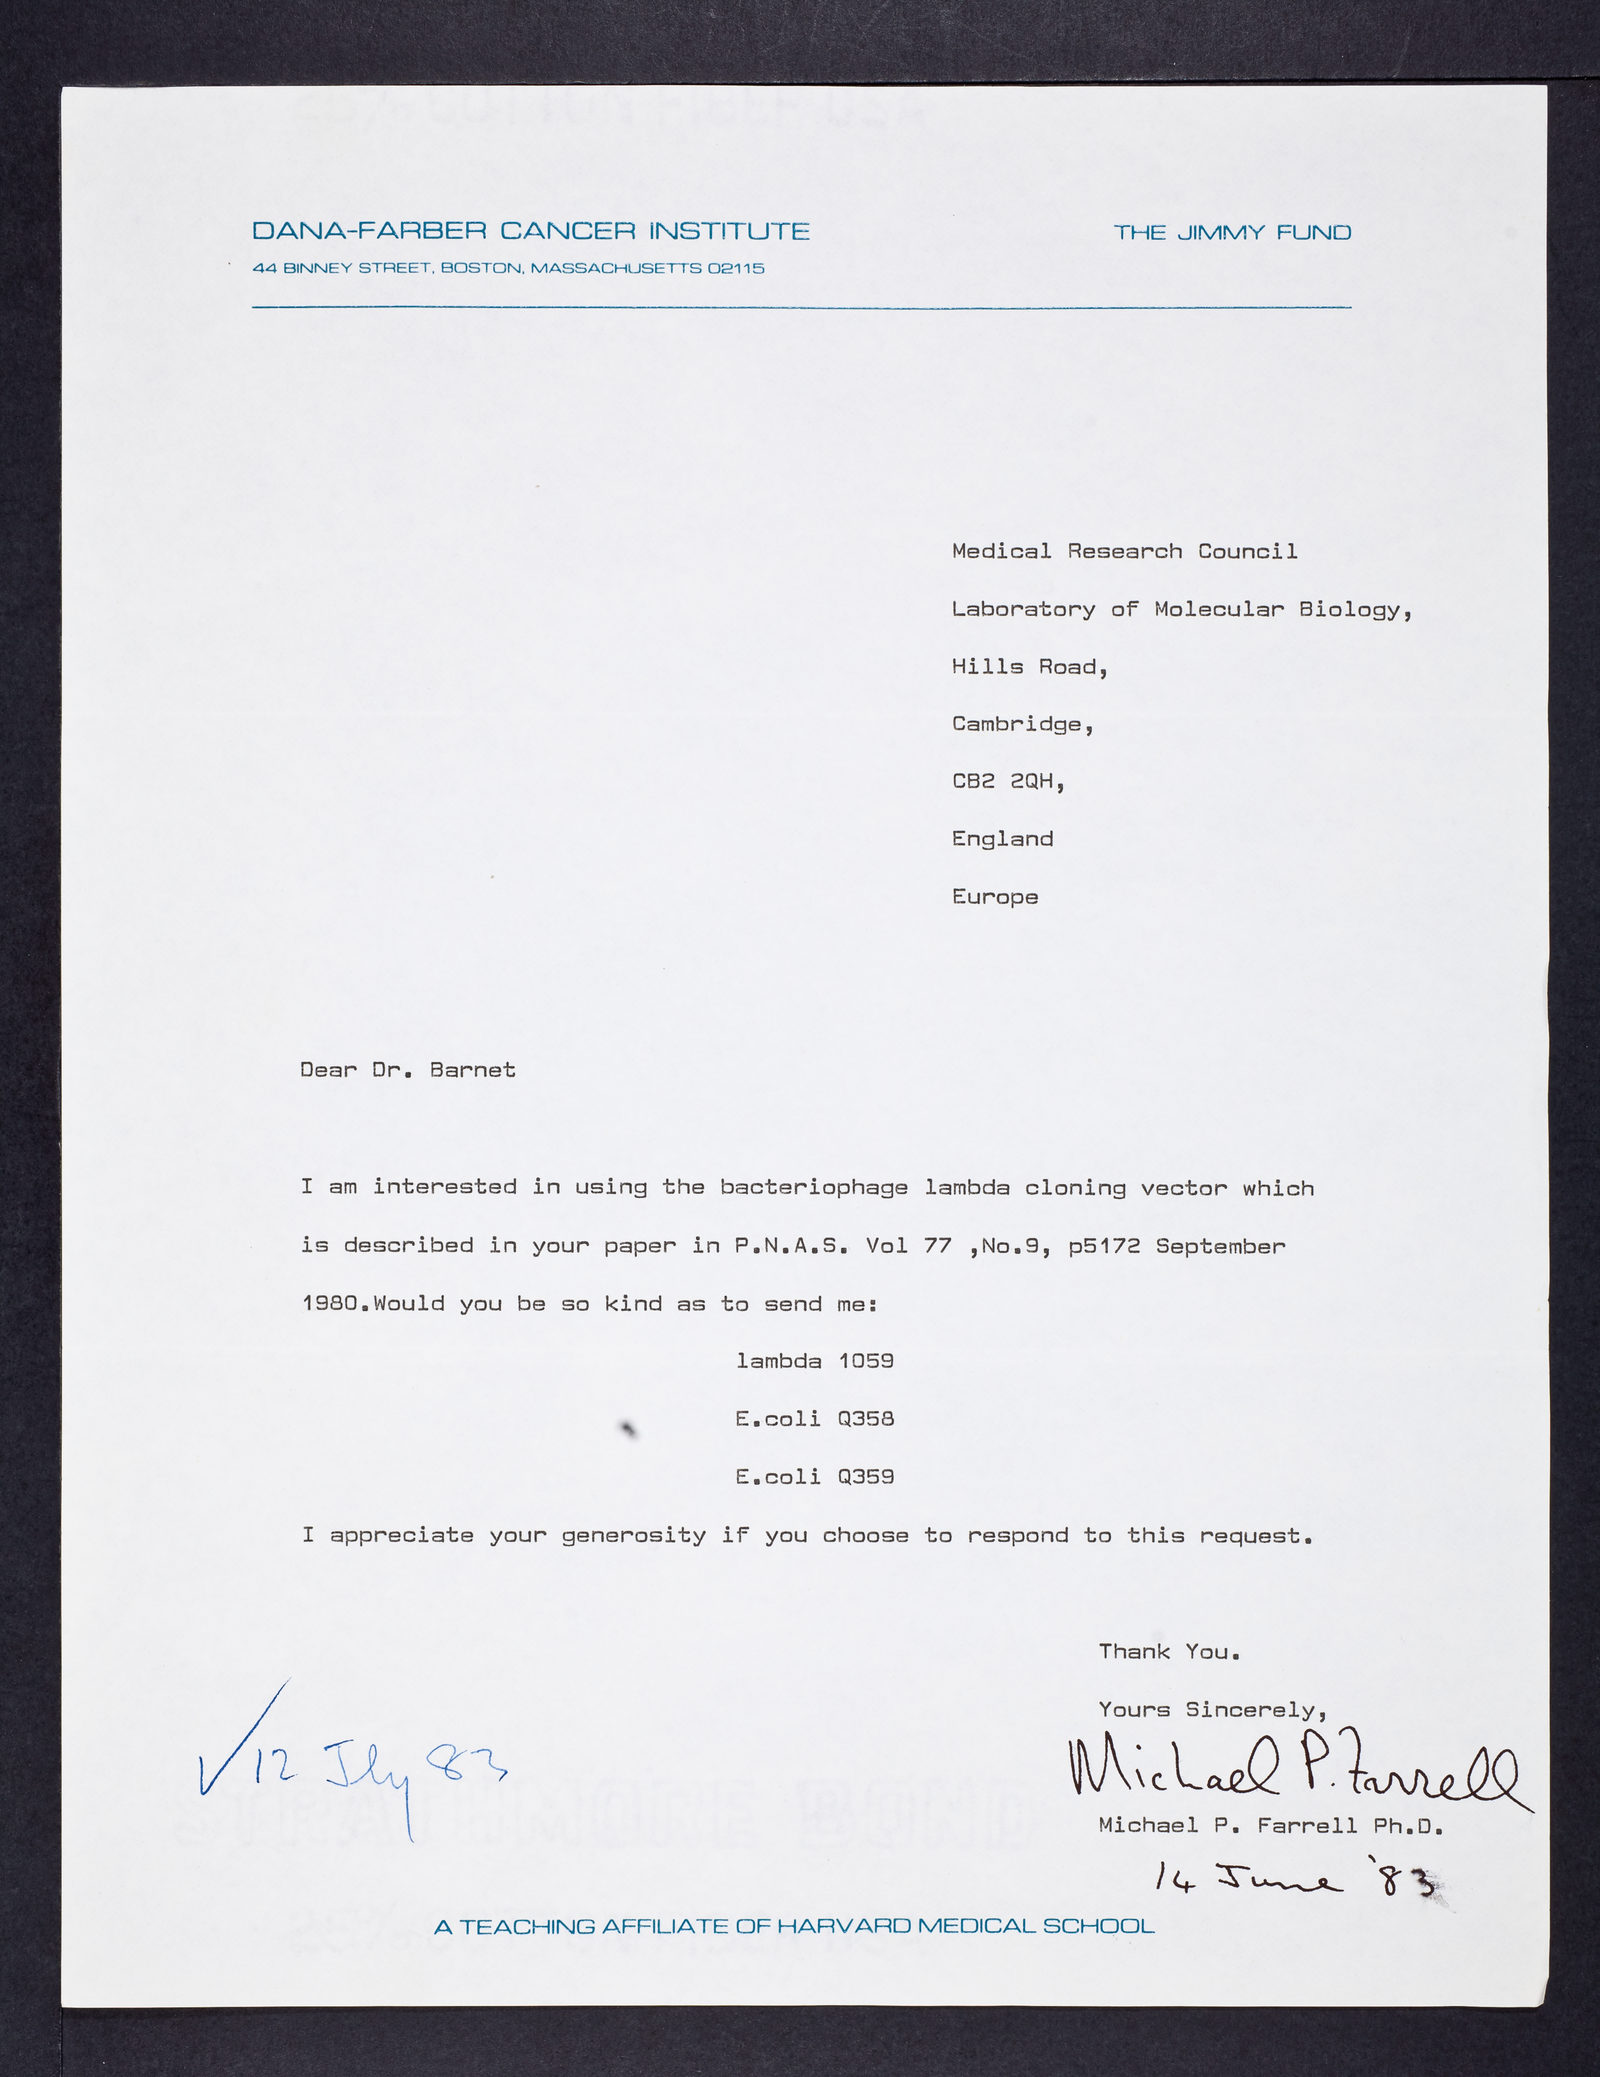 DANA-FARBER CANCER INSTITUTE THE JIMMY FUND
44 BINNEY STREET, BOSTON, MASSACHUSETTS 02115
Medical Research Council
Laboratory of Molecular Biology,
Hills Road,
Cambridge,
CB2 2QH,
England
Europe
Dear Dr. Barnet
I am interested in using the bacteriophage lambda cloning vector which
is described in your paper in P.N.A.S. Vol 77 ,No.9, p5172 September
1980.Would you be so kind as to send me:
lambda 1059
E.coli Q358
E.coli Q359
I appreciate your generosity if you choose to respond to this request.
Thank You.
Yours Sincerely,
Michael P. Farrell
Michael P. Farrell Ph.D.
14 June '83
✓ 12 Jly 83
A TEACHING AFFILIATE OF HARVARD MEDICAL SCHOOL